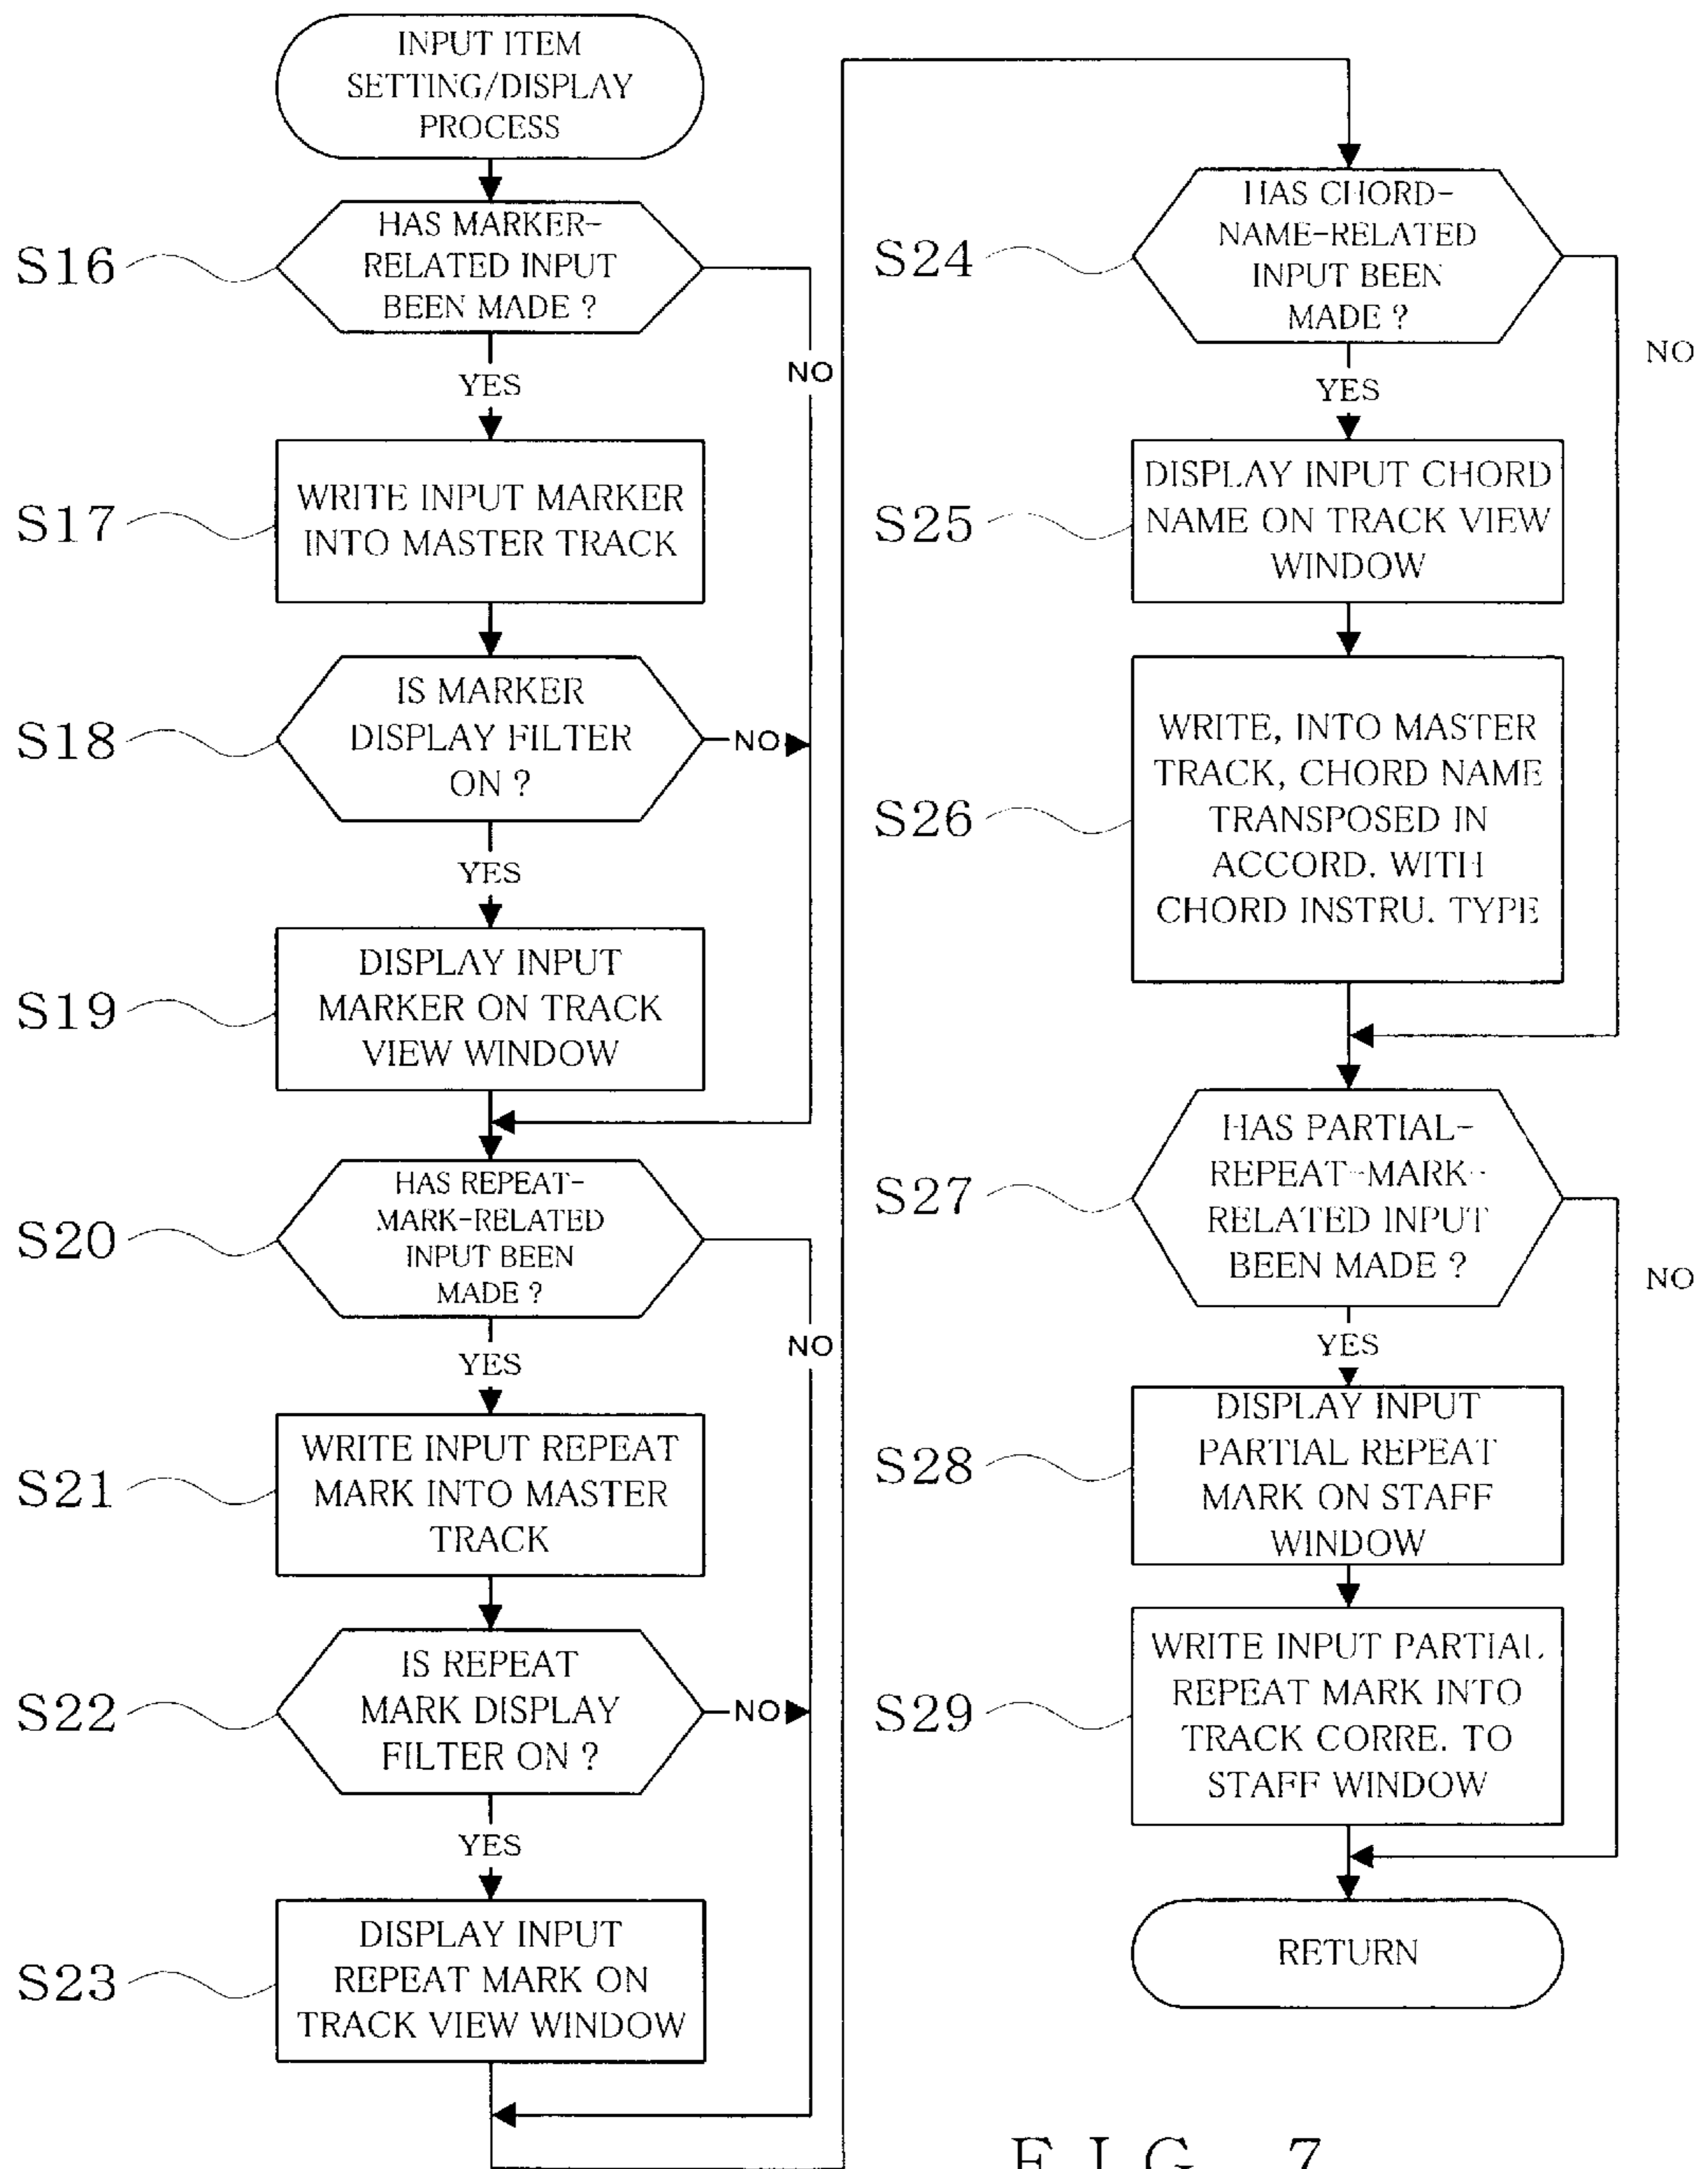 INPUT ITEM
SETTING/DISPLAY
PROCESS
S16
HAS MARKER-
RELATED INPUT
BEEN MADE ?
NO
YES
S17
WRITE INPUT MARKER
INTO MASTER TRACK
S18
IS MARKER
DISPLAY FILTER
ON ?
NO
YES
S19
DISPLAY INPUT
MARKER ON TRACK
VIEW WINDOW
S20
HAS REPEAT-
MARK-RELATED
INPUT BEEN
MADE ?
NO
YES
S21
WRITE INPUT REPEAT
MARK INTO MASTER
TRACK
S22
IS REPEAT
MARK DISPLAY
FILTER ON ?
NO
YES
S23
DISPLAY INPUT
REPEAT MARK ON
TRACK VIEW WINDOW
S24
HAS CHORD-
NAME-RELATED
INPUT BEEN
MADE ?
NO
YES
S25
DISPLAY INPUT CHORD
NAME ON TRACK VIEW
WINDOW
S26
WRITE, INTO MASTER
TRACK, CHORD NAME
TRANSPOSED IN
ACCORD. WITH
CHORD INSTRU. TYPE
S27
HAS PARTIAL-
REPEAT-MARK-
RELATED INPUT
BEEN MADE ?
NO
YES
S28
DISPLAY INPUT
PARTIAL REPEAT
MARK ON STAFF
WINDOW
S29
WRITE INPUT PARTIAL
REPEAT MARK INTO
TRACK CORRE. TO
STAFF WINDOW
RETURN
FIG. 7